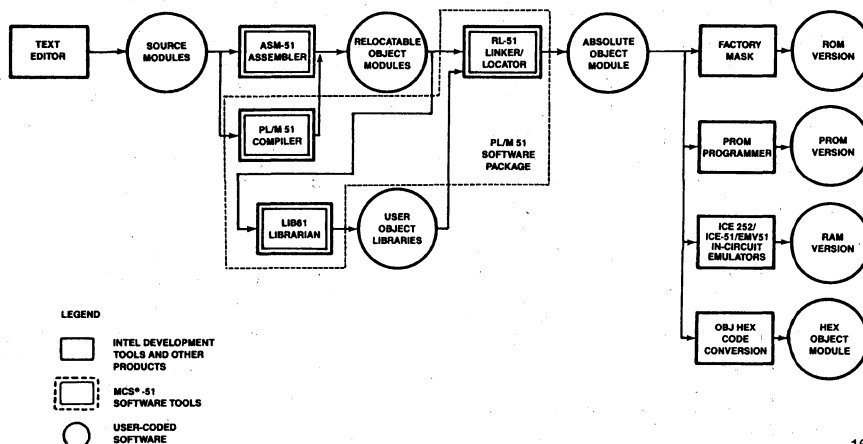 TEXT
EDITOR
SOURCE
MODULES
ASM-51
ASSEMBLER
RELOCATABLE
OBJECT
MODULES
RL-51
LINKER/
LOCATOR
ABSOLUTE
OBJECT
MODULE
FACTORY
MASK
ROM
VERSION
PL/M 51
COMPILER
PL/M 51
SOFTWARE
PACKAGE
PROM
PROGRAMMER
PROM
VERSION
LIB51
LIBRARIAN
USER
OBJECT
LIBRARIES
ICE 252/
ICE-51/EMV51
IN-CIRCUIT
EMULATORS
RAM
VERSION
OBJ HEX
CODE
CONVERSION
HEX
OBJECT
MODULE
LEGEND
INTEL DEVELOPMENT
TOOLS AND OTHER
PRODUCTS
MCS®-51
SOFTWARE TOOLS
USER-CODED
SOFTWARE